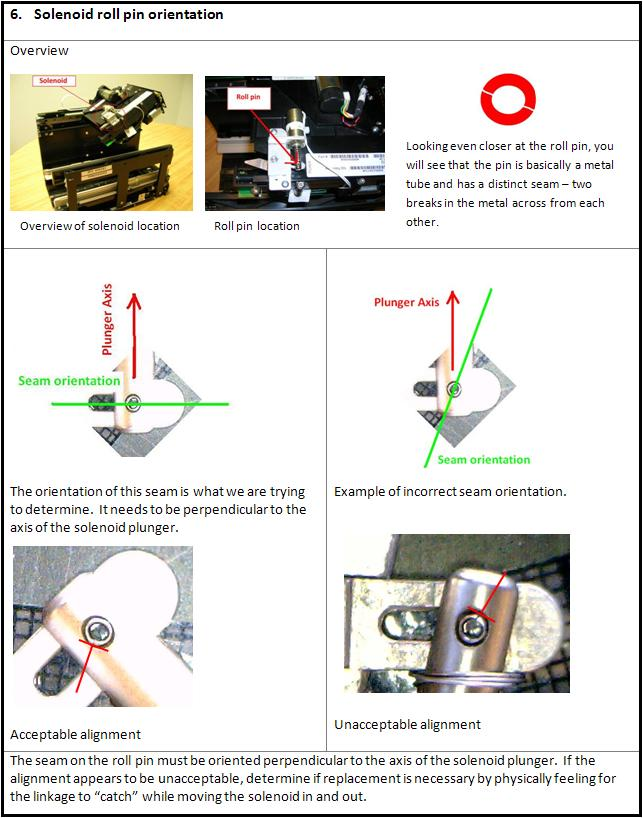 6. Solenoid roll pin orientation
Overview
Solenoid
Roll pin
Looking even closer at the roll pin, you
will see that the pin is basically a metal
tube and has a distinct seam – two
breaks in the metal across from each
other.
Overview of solenoid location
Roll pin location
Plunger Axis
Seam orientation
Plunger Axis
Seam orientation
The orientation of this seam is what we are trying
to determine. It needs to be perpendicular to the
axis of the solenoid plunger.
Example of incorrect seam orientation.
Acceptable alignment
Unacceptable alignment
The seam on the roll pin must be oriented perpendicular to the axis of the solenoid plunger. If the
alignment appears to be unacceptable, determine if replacement is necessary by physically feeling for
the linkage to “catch” while moving the solenoid in and out.